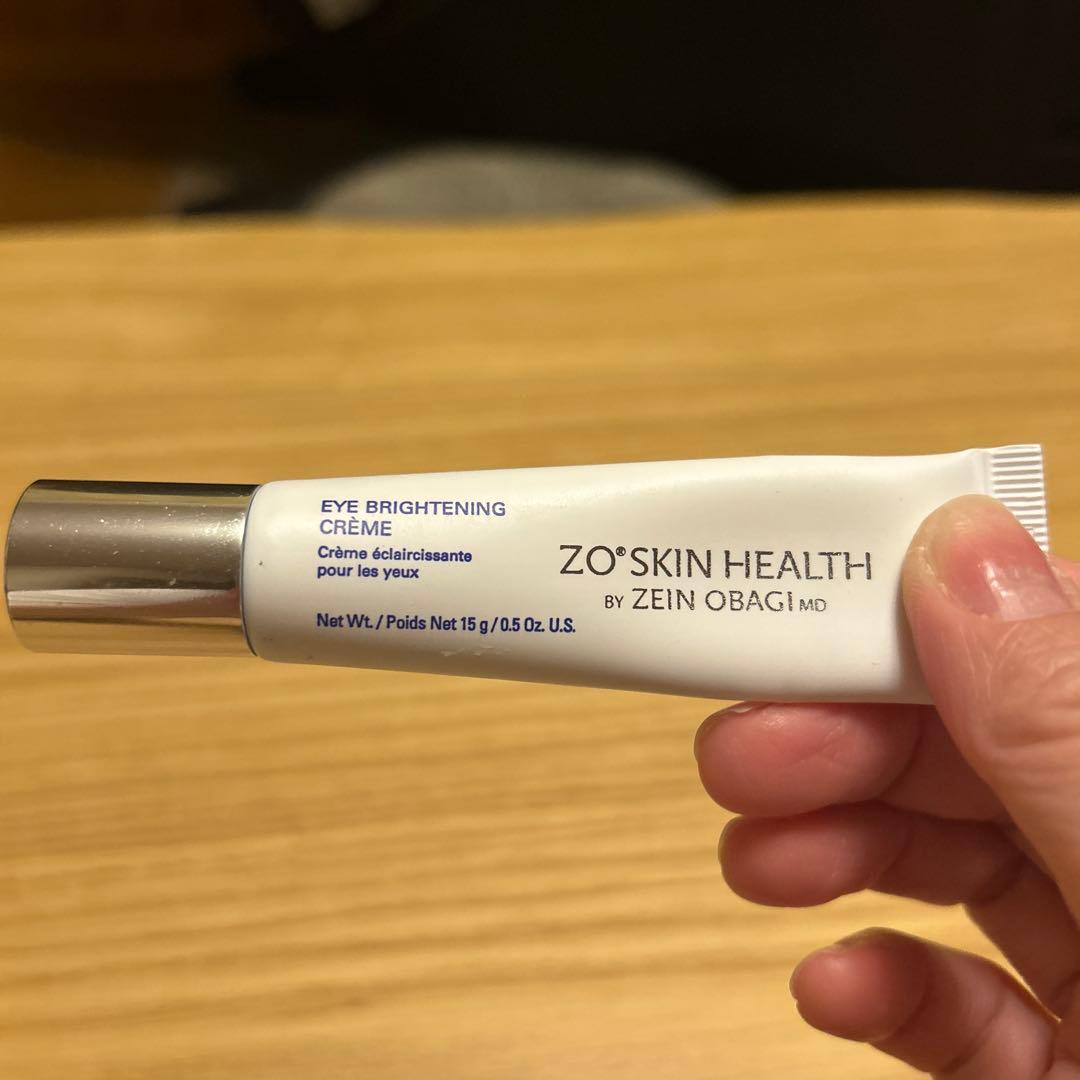 EYE BRIGHTENING
CRÈME
Crème éclaircissante
pour les yeux
Net Wt. / Poids Net 15 g / 0.5 Oz. U.S.
ZO® SKIN HEALTH
BY ZEIN OBAGI MD